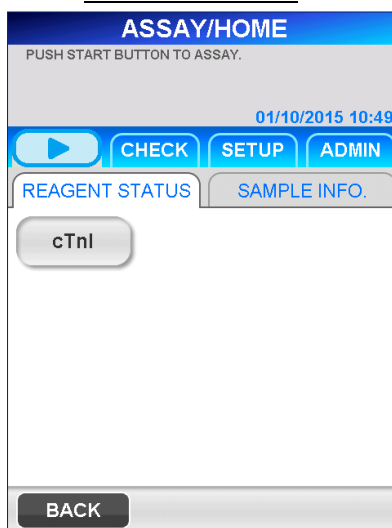 ASSAY/HOME
PUSH START BUTTON TO ASSAY.
01/10/2015 10:49
CHECK SETUP ADMIN
REAGENT STATUS SAMPLE INFO.
cTnI
BACK